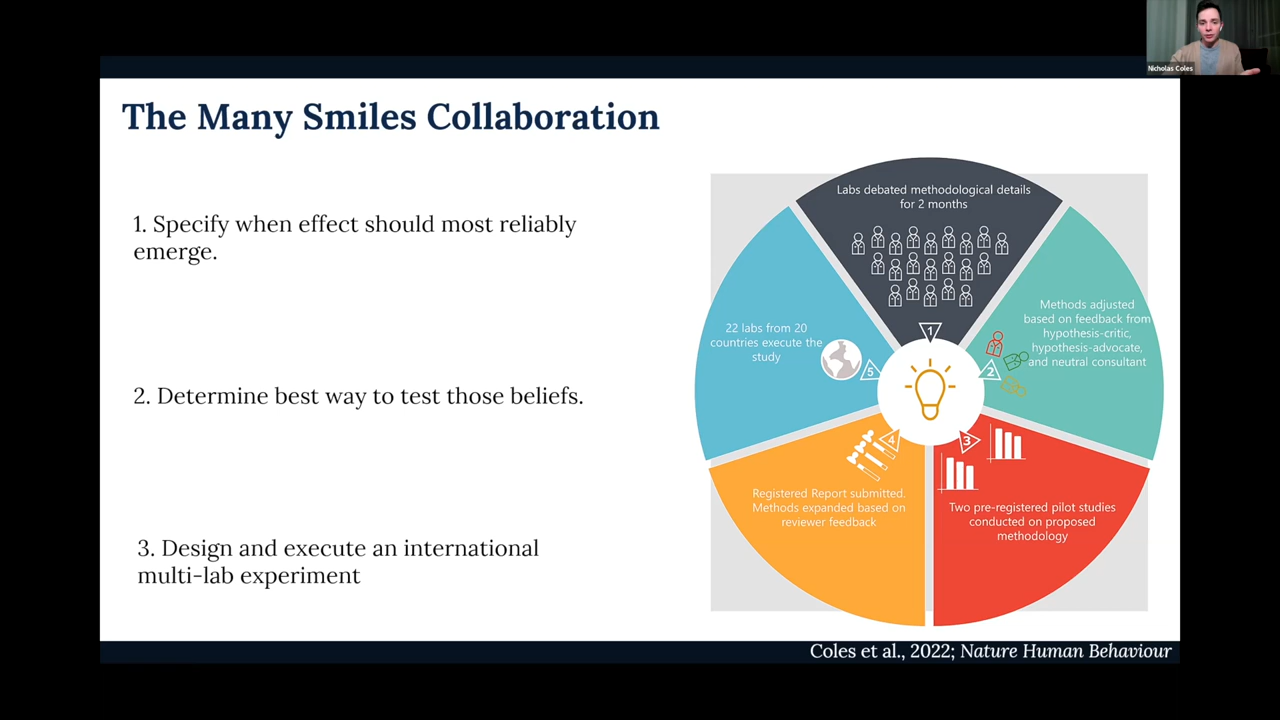 Nicholas Coles
The Many Smiles Collaboration
1. Specify when effect should most reliably
emerge.
2. Determine best way to test those beliefs.
3. Design and execute an international
multi-lab experiment
Labs debated methodological details
for 2 months
1
Methods adjusted
based on feedback from
hypothesis-critic,
hypothesis-advocate,
and neutral consultant
2
3
Two pre-registered pilot studies
conducted on proposed
methodology
4
Registered Report submitted.
Methods expanded based on
reviewer feedback
22 labs from 20
countries execute the
study
5
Coles et al., 2022; Nature Human Behaviour